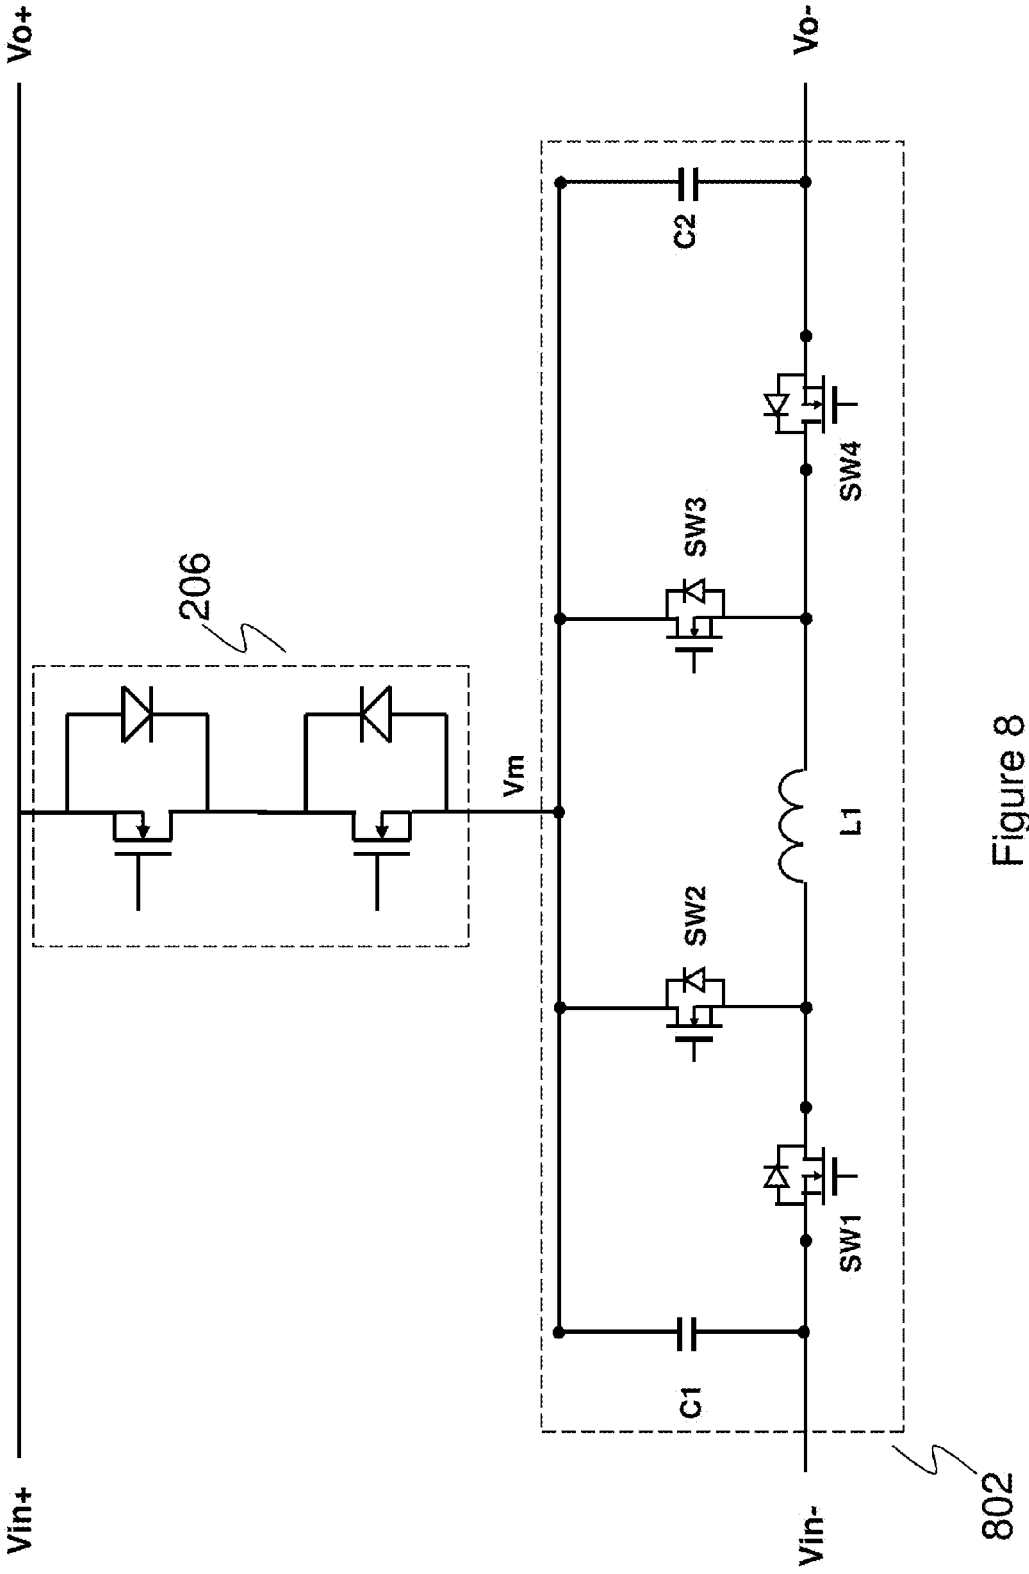 Vin+
Vo+
206
Vm
C1
SW2
SW3
C2
SW1
L1
SW4
Vin-
Vo-
802
Figure 8